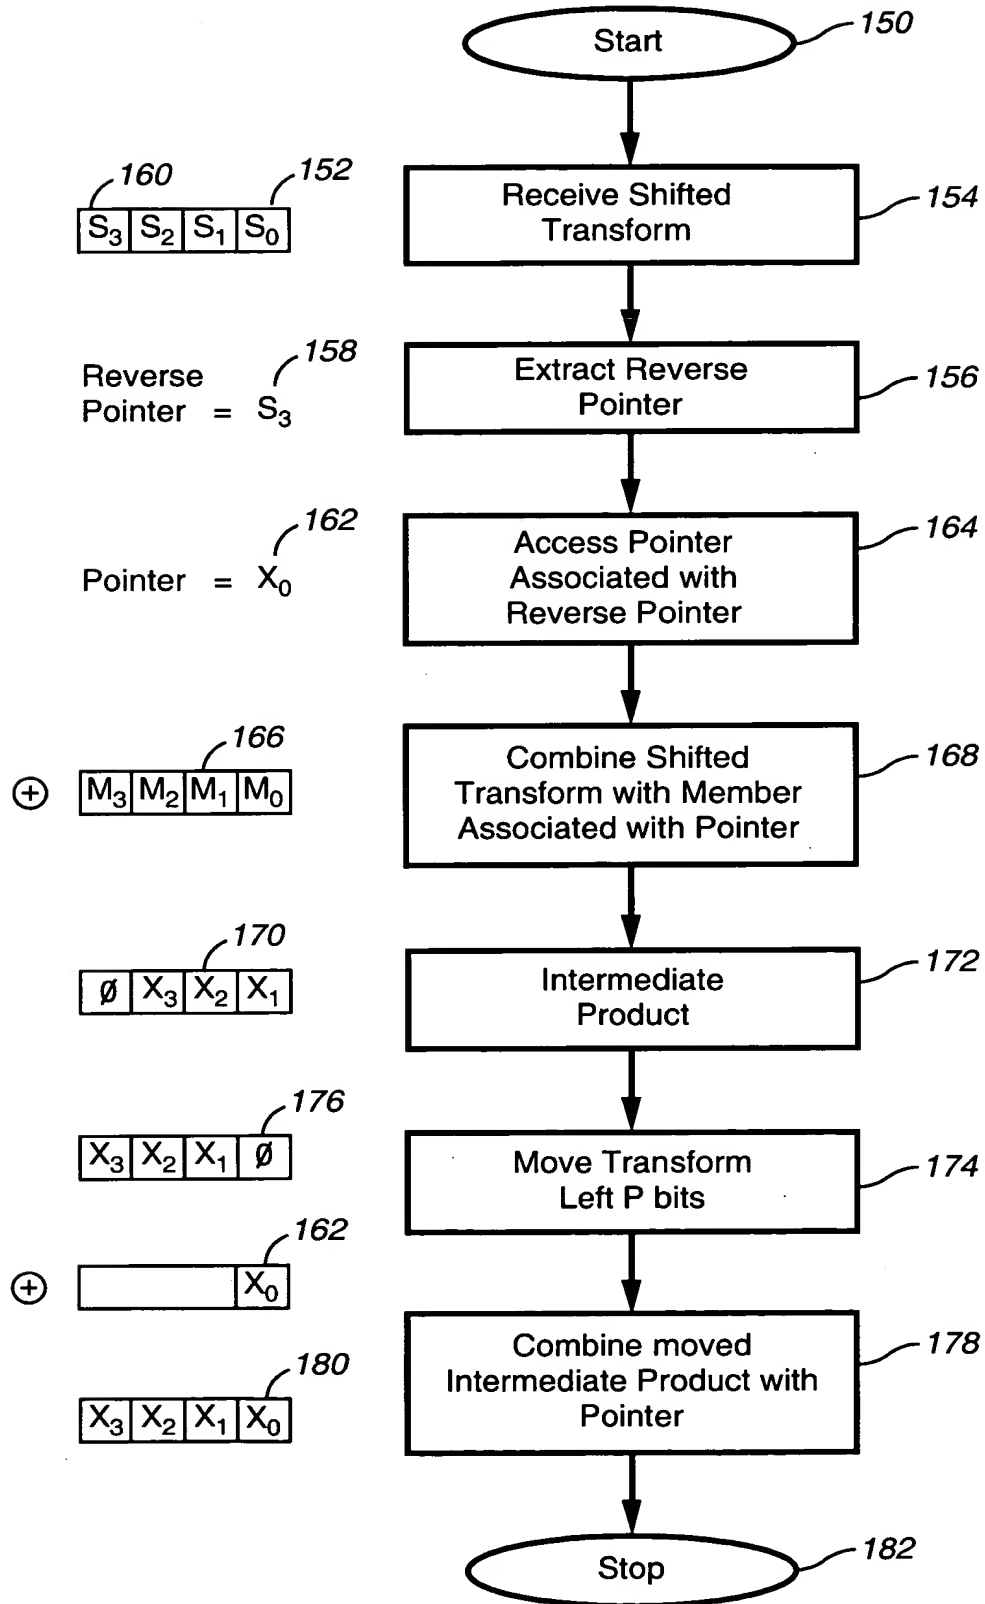 Start
150
160
152
S3 S2 S1 S0
Receive Shifted
Transform
154
Reverse
Pointer = S3
158
Extract Reverse
Pointer
156
162
Pointer = X0
Access Pointer
Associated with
Reverse Pointer
164
166
+ M3 M2 M1 M0
Combine Shifted
Transform with Member
Associated with Pointer
168
170
Ø X3 X2 X1
Intermediate
Product
172
176
X3 X2 X1 Ø
Move Transform
Left P bits
174
162
+ X0
180
X3 X2 X1 X0
Combine moved
Intermediate Product with
Pointer
178
Stop
182